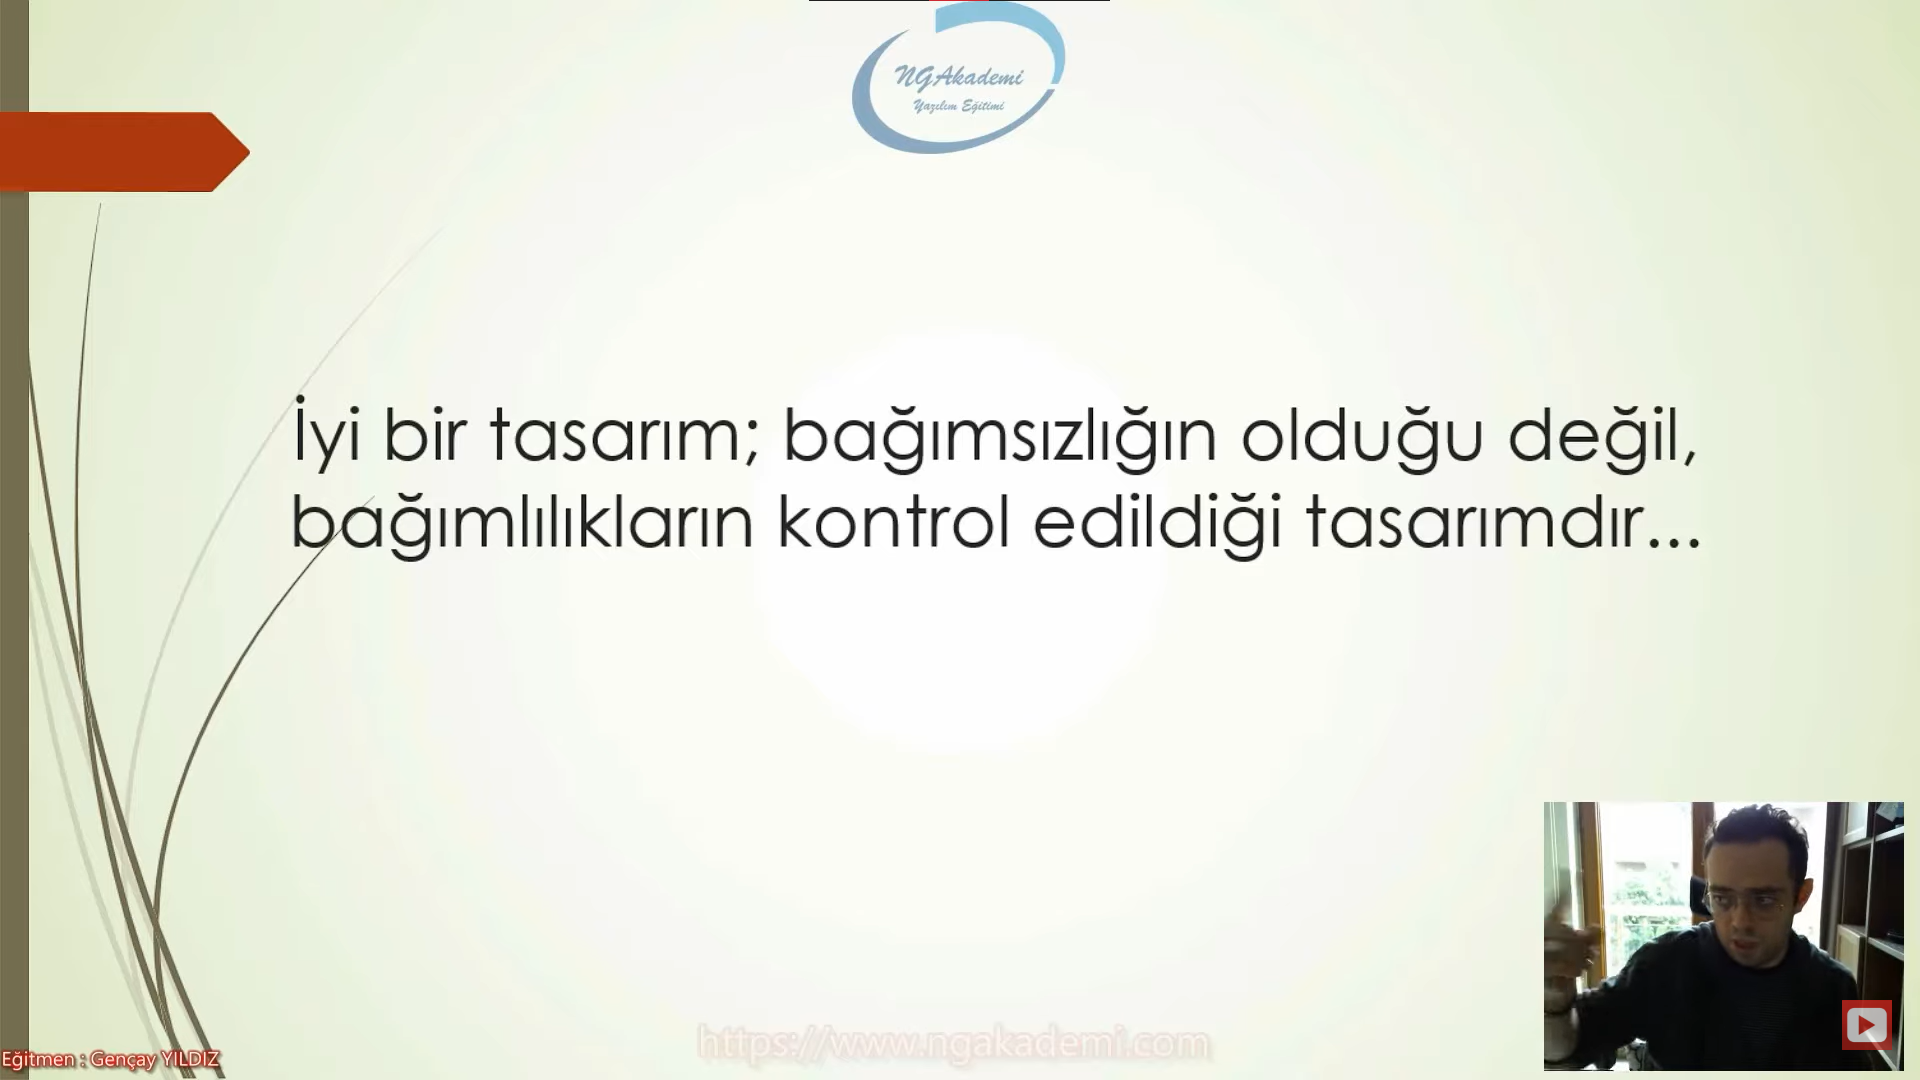 NGAkademi
Yazılım Eğitimi
İyi bir tasarım; bağımsızlığın olduğu değil,
bağımlılıkların kontrol edildiği tasarımdır...
https://www.ngakademi.com
Eğitmen : Gençay YILDIZ